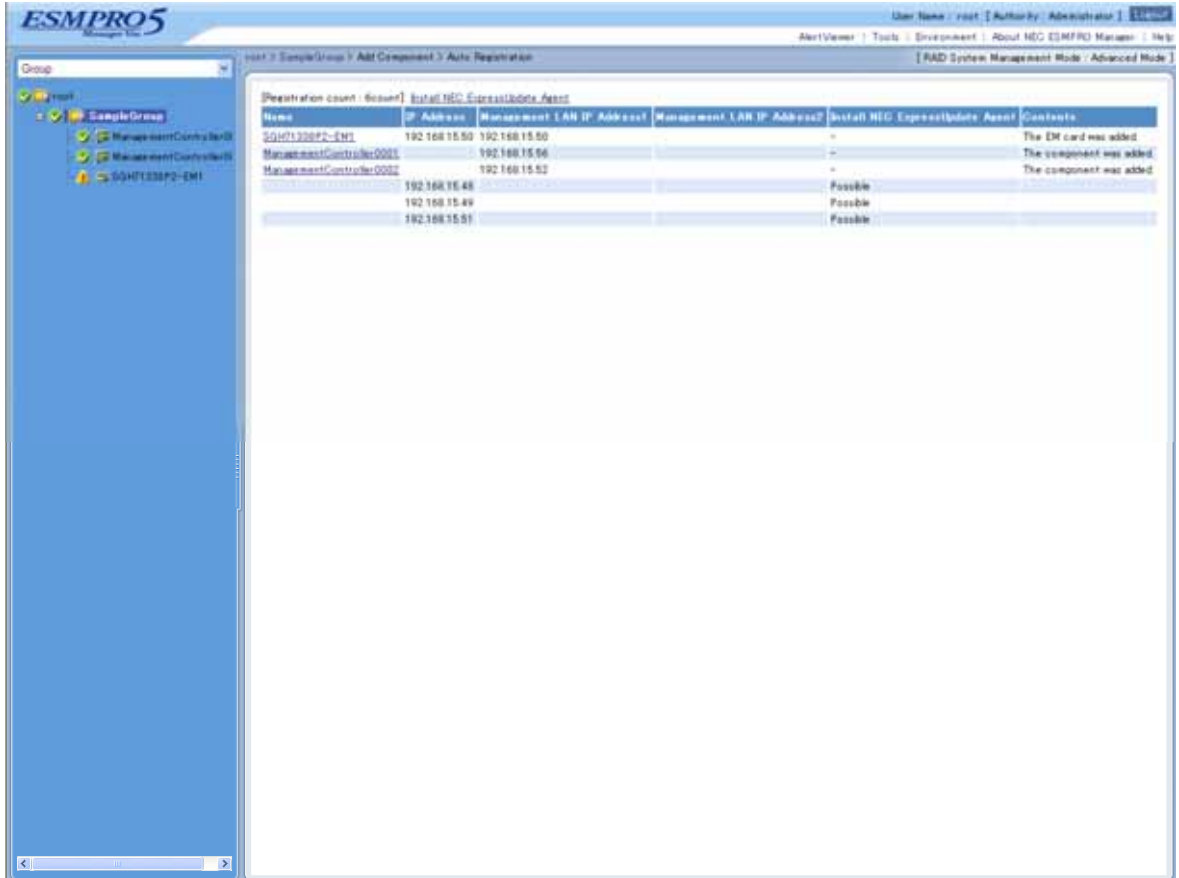 ESMPRO5
Manager Ver.
User Name : root [ Authority : Administrator ] Logout
AlertViewer | Tools | Environment | About NEC ESMPRO Manager | Help
Group
root > SampleGroup > Add Component > Auto Registration
[ RAID System Management Mode : Advanced Mode ]
root
SampleGroup
ManagementController0
ManagementController0
[Registration count : 6count] Install NEC ExpressUpdate Agent
Name IP Address Management LAN IP Address1 Management LAN IP Address2 Install NEC ExpressUpdate Agent Contents
192.168.15.50 192.168.15.50 - The EM card was added.
ManagementController0001 192.168.15.56 - The component was added.
ManagementController0002 192.168.15.52 - The component was added.
192.168.15.48 Possible
192.168.15.49 Possible
192.168.15.51 Possible